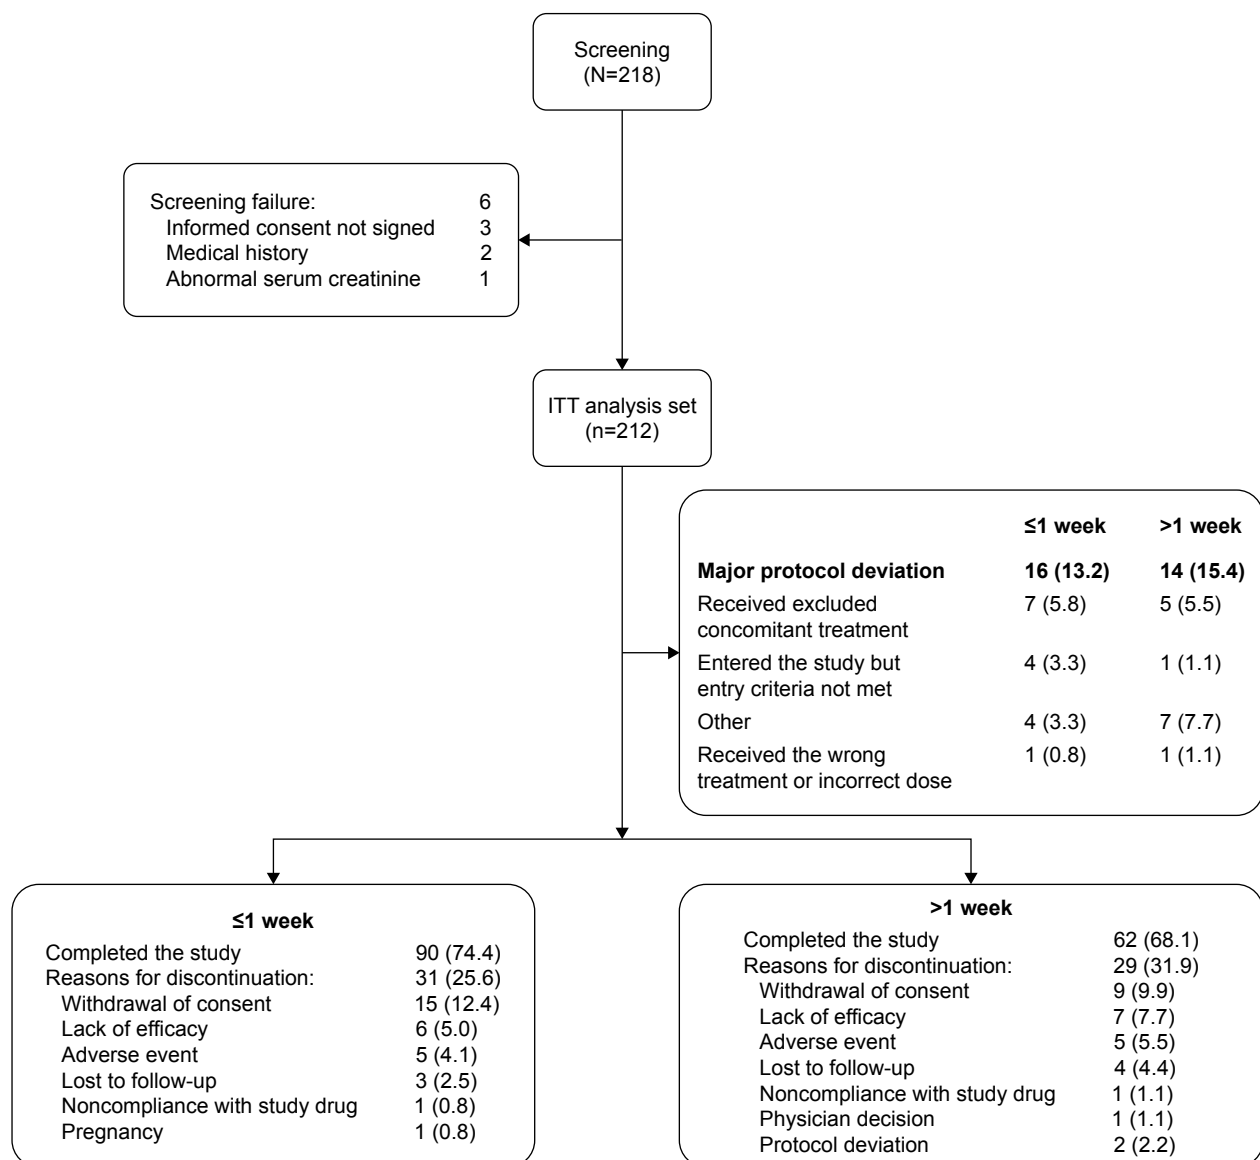 Screening
(N=218)
Screening failure: 6
Informed consent not signed 3
Medical history 2
Abnormal serum creatinine 1
ITT analysis set
(n=212)
≤1 week >1 week
Major protocol deviation 16 (13.2) 14 (15.4)
Received excluded 7 (5.8) 5 (5.5)
concomitant treatment
Entered the study but 4 (3.3) 1 (1.1)
entry criteria not met
Other 4 (3.3) 7 (7.7)
Received the wrong 1 (0.8) 1 (1.1)
treatment or incorrect dose
≤1 week
Completed the study 90 (74.4)
Reasons for discontinuation: 31 (25.6)
Withdrawal of consent 15 (12.4)
Lack of efficacy 6 (5.0)
Adverse event 5 (4.1)
Lost to follow-up 3 (2.5)
Noncompliance with study drug 1 (0.8)
Pregnancy 1 (0.8)
>1 week
Completed the study 62 (68.1)
Reasons for discontinuation: 29 (31.9)
Withdrawal of consent 9 (9.9)
Lack of efficacy 7 (7.7)
Adverse event 5 (5.5)
Lost to follow-up 4 (4.4)
Noncompliance with study drug 1 (1.1)
Physician decision 1 (1.1)
Protocol deviation 2 (2.2)